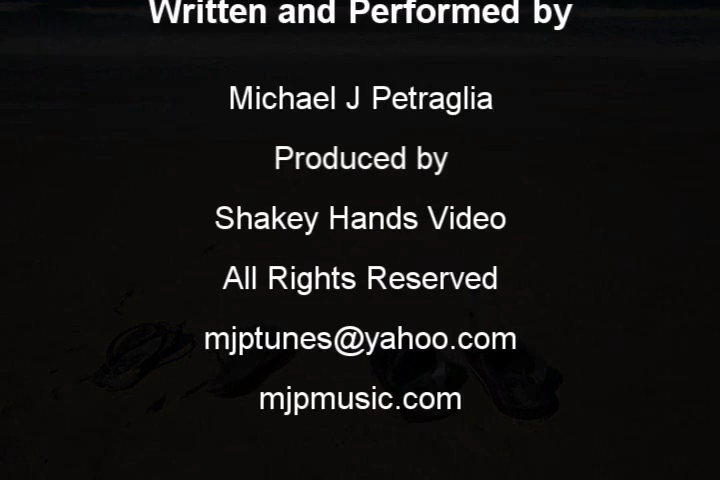 Written and Performed by
Michael J Petraglia
Produced by
Shakey Hands Video
All Rights Reserved
mjptunes@yahoo.com
mjpmusic.com